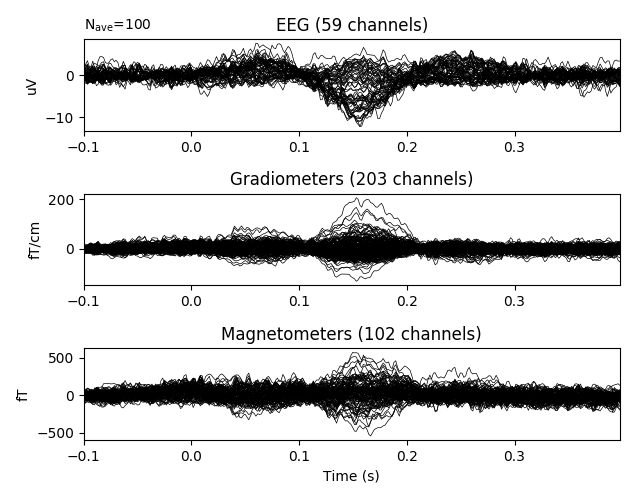 N_ave=100
EEG (59 channels)
uV
0
−10
−0.1 0.0 0.1 0.2 0.3
Gradiometers (203 channels)
fT/cm
200
0
−0.1 0.0 0.1 0.2 0.3
Magnetometers (102 channels)
fT
500
0
−500
−0.1 0.0 0.1 0.2 0.3
Time (s)